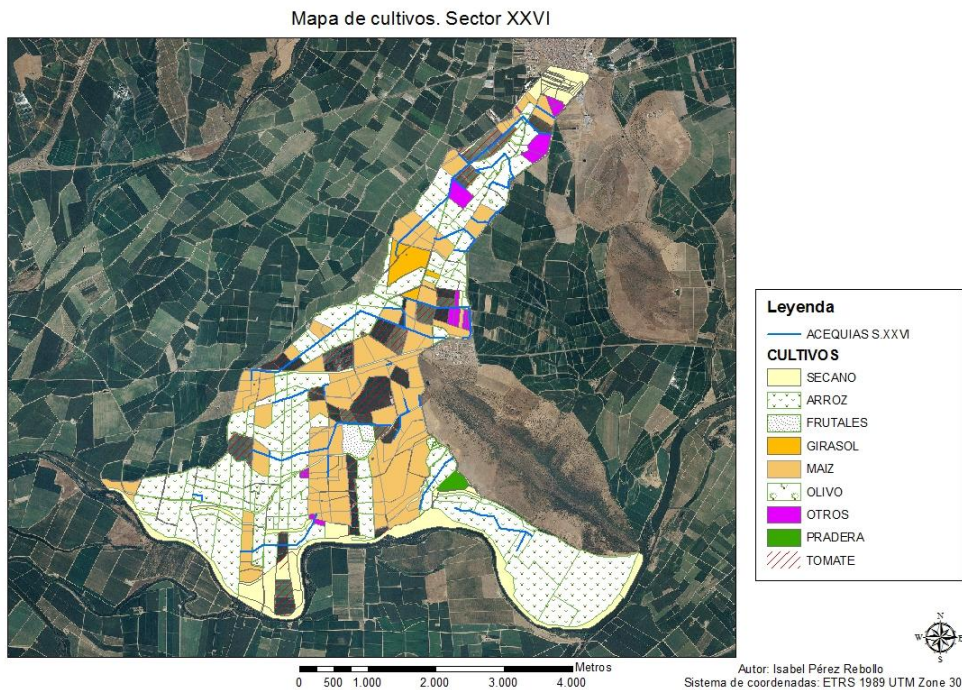 Mapa de cultivos. Sector XXVI
Leyenda
ACEQUIAS S.XXVI
CULTIVOS
SECANO
ARROZ
FRUTALES
GIRASOL
MAIZ
OLIVO
OTROS
PRADERA
TOMATE
N
W E
S
Metros
0 500 1.000 2.000 3.000 4.000
Autor: Isabel Pérez Rebollo
Sistema de coordenadas: ETRS 1989 UTM Zone 30